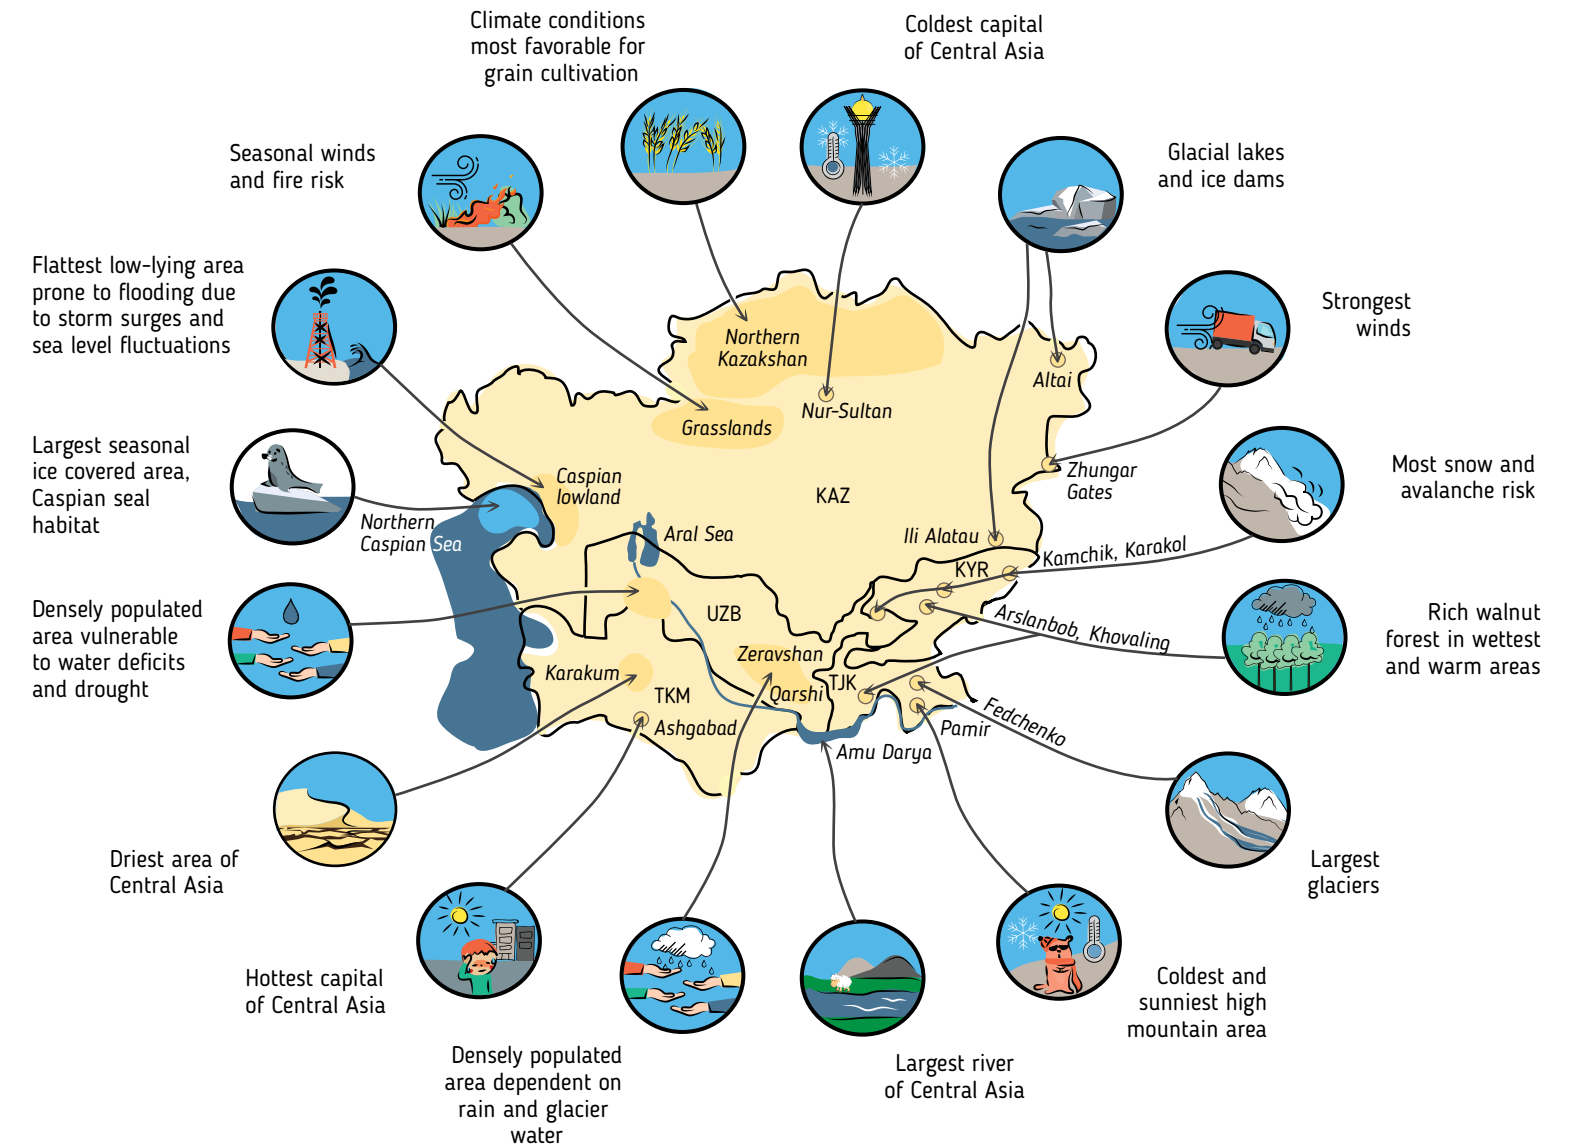 Climate conditions
most favorable for
grain cultivation
Coldest capital
of Central Asia
Seasonal winds
and fire risk
Glacial lakes
and ice dams
Flattest low-lying area
prone to flooding due
to storm surges and
sea level fluctuations
Strongest
winds
Largest seasonal
ice covered area,
Caspian seal
habitat
Most snow and
avalanche risk
Densely populated
area vulnerable
to water deficits
and drought
Rich walnut
forest in wettest
and warm areas
Driest area of
Central Asia
Largest
glaciers
Hottest capital
of Central Asia
Coldest and
sunniest high
mountain area
Densely populated
area dependent on
rain and glacier
water
Largest river
of Central Asia
Northern
Kazakshan
Altai
Nur-Sultan
Grasslands
Zhungar
Gates
Caspian
lowland
KAZ
Northern
Caspian Sea
Aral Sea
Ili Alatau
Kamchik, Karakol
KYR
UZB
Arslanbob, Khovaling
Zeravshan
Karakum
TJK
Qarshi
TKM
Ashgabad
Fedchenko
Pamir
Amu Darya